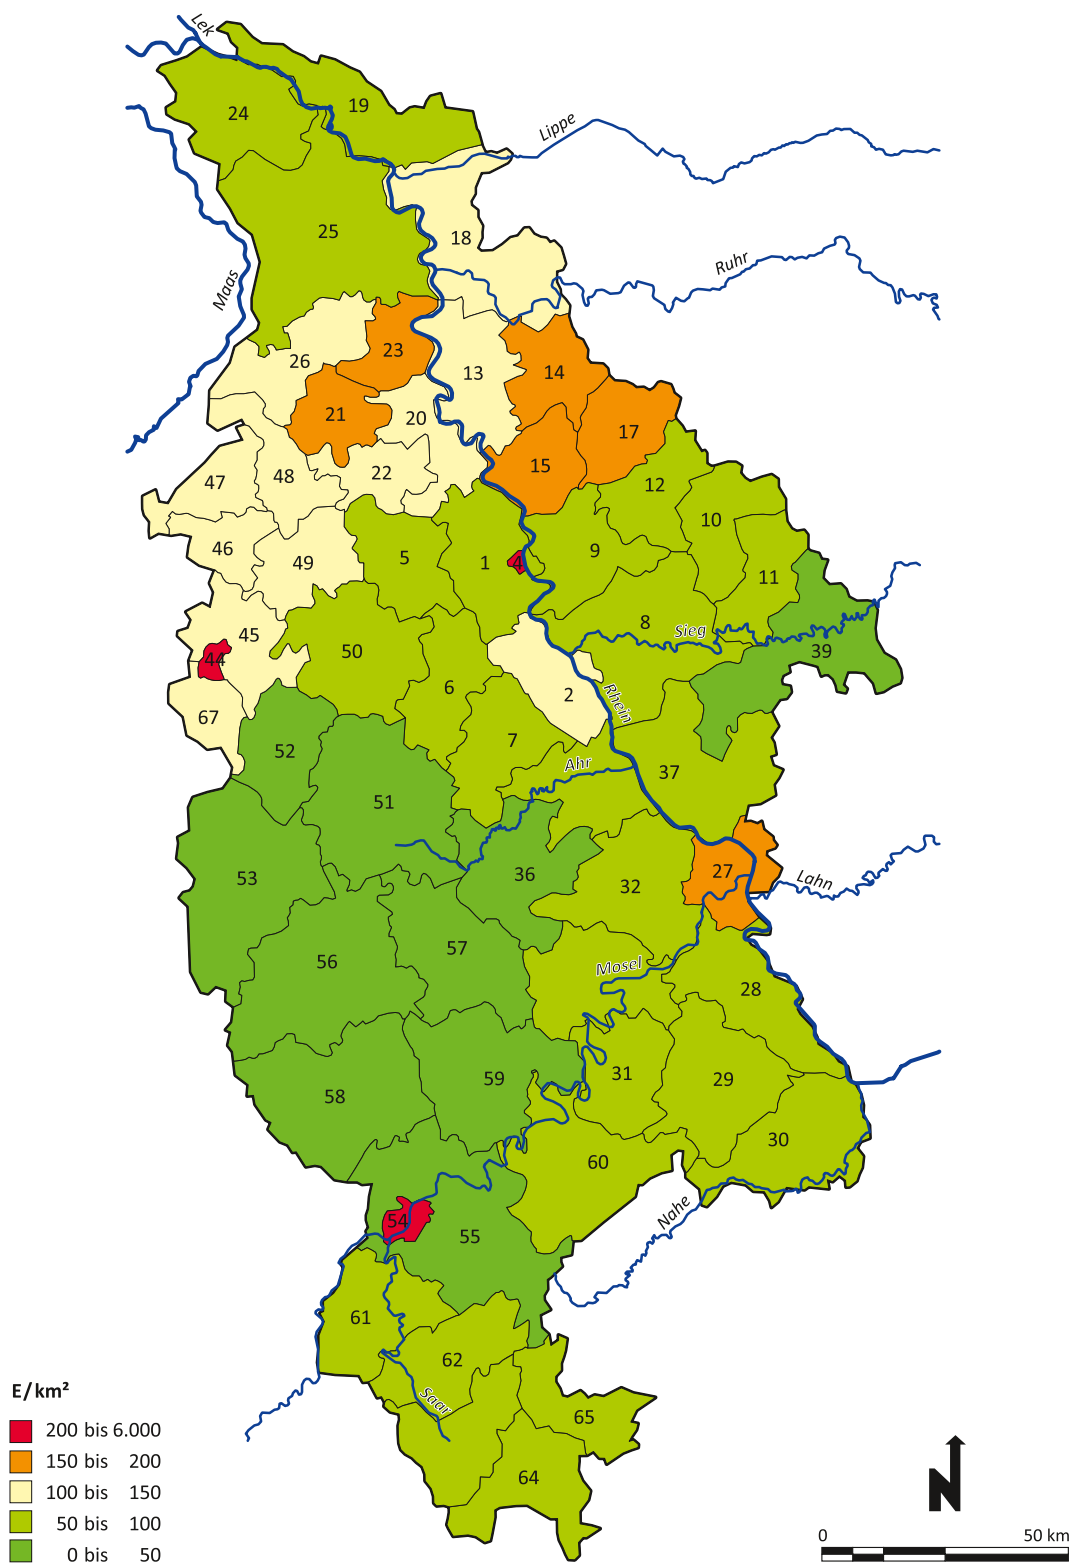 Lek
24
19
Lippe
25
18
Ruhr
Maas
26
23
13
14
21
20
17
15
22
47
48
12
10
46
49
5
1
4
9
11
45
8
Sieg
44
50
39
6
2
Rhein
67
7
52
Ahr
37
51
53
36
32
27
Lahn
57
56
Mosel
28
31
29
59
58
30
60
54
55
Nahe
61
62
Saar
65
64
E/km²
200 bis 6.000
150 bis 200
100 bis 150
50 bis 100
0 bis 50
N
0 50 km